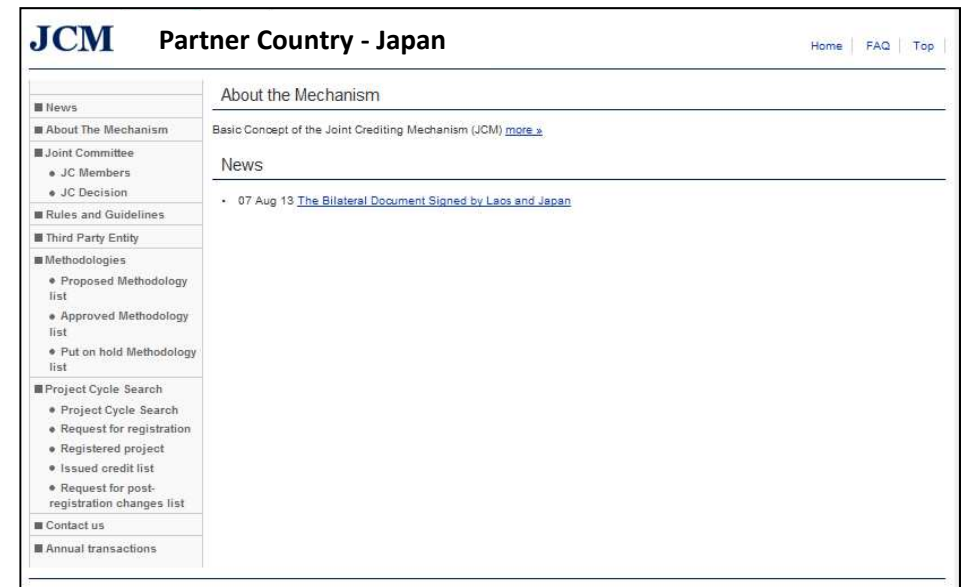 JCM Partner Country - Japan
Home FAQ Top
News
About The Mechanism
Joint Committee
JC Members
JC Decision
Rules and Guidelines
Third Party Entity
Methodologies
Proposed Methodology
list
Approved Methodology
list
Put on hold Methodology
list
Project Cycle Search
Project Cycle Search
Request for registration
Registered project
Issued credit list
Request for post-
registration changes list
Contact us
Annual transactions
About the Mechanism
Basic Concept of the Joint Crediting Mechanism (JCM) more »
News
• 07 Aug 13 The Bilateral Document Signed by Laos and Japan